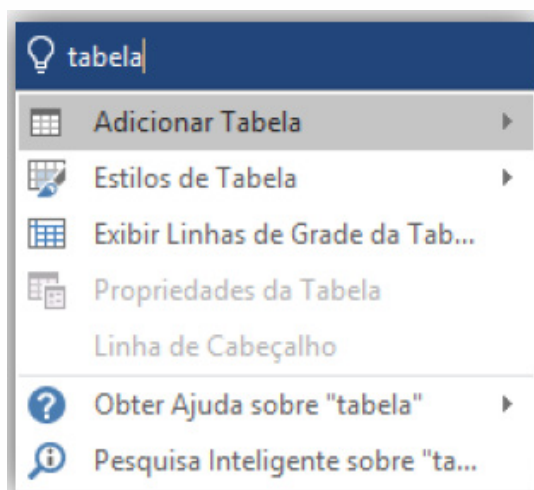 tabela
Adicionar Tabela
Estilos de Tabela
Exibir Linhas de Grade da Tab...
Propriedades da Tabela
Linha de Cabeçalho
Obter Ajuda sobre "tabela"
Pesquisa Inteligente sobre "ta...